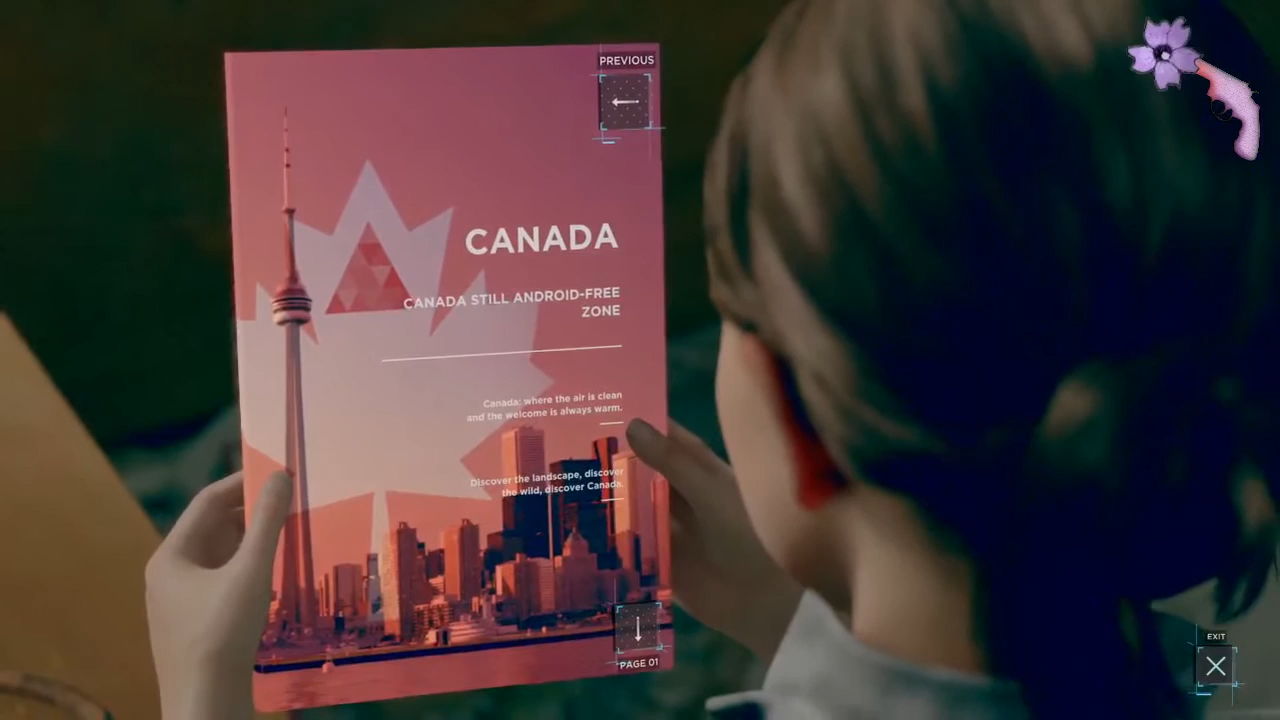 PREVIOUS
CANADA
CANADA STILL ANDROID-FREE
ZONE
Canada: where the air is clean
and the welcome is always warm.
Discover the landscape, discover
the wild, discover Canada.
PAGE 01
EXIT